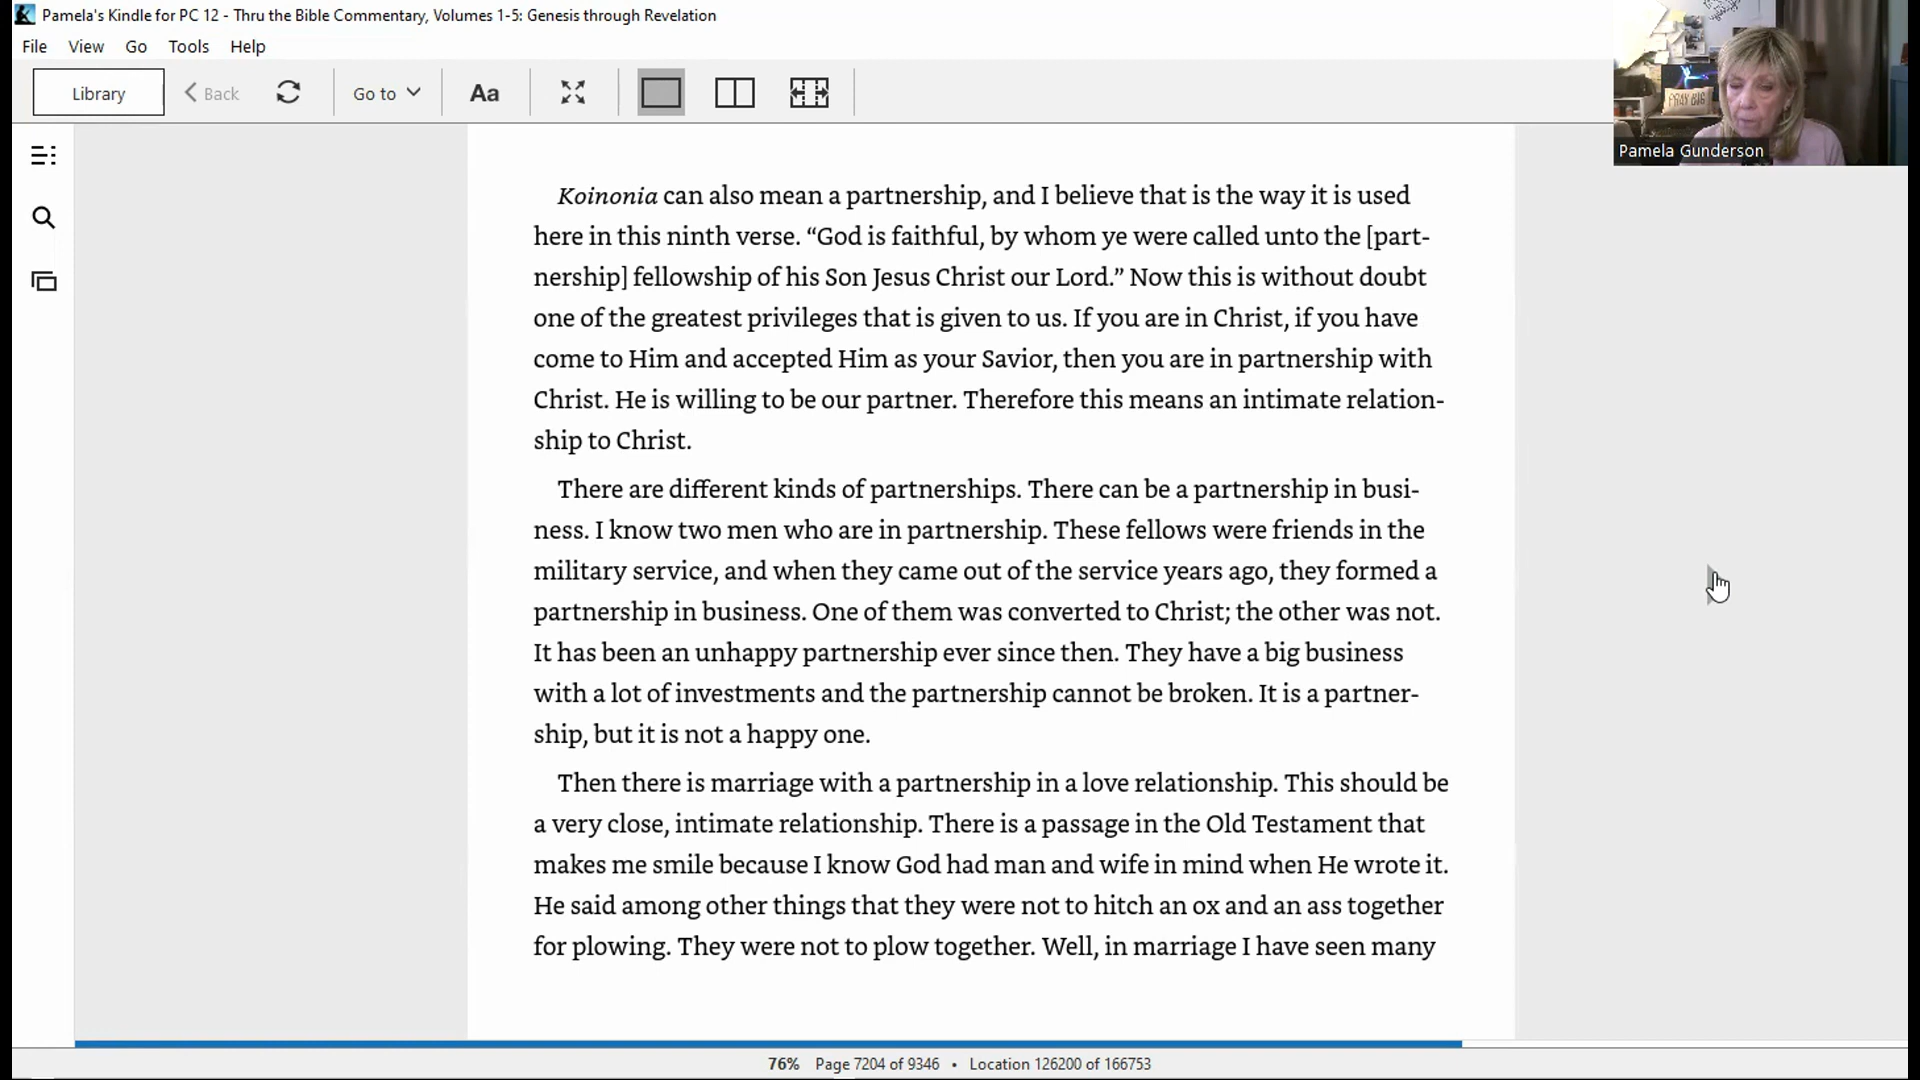 Pamela's Kindle for PC 12 - Thru the Bible Commentary, Volumes 1-5: Genesis through Revelation
File View Go Tools Help
Library Back Go to Aa
PRAY BIG
Pamela Gunderson
Koinonia can also mean a partnership, and I believe that is the way it is used
here in this ninth verse. “God is faithful, by whom ye were called unto the [part-
nership] fellowship of his Son Jesus Christ our Lord.” Now this is without doubt
one of the greatest privileges that is given to us. If you are in Christ, if you have
come to Him and accepted Him as your Savior, then you are in partnership with
Christ. He is willing to be our partner. Therefore this means an intimate relation-
ship to Christ.
There are different kinds of partnerships. There can be a partnership in busi-
ness. I know two men who are in partnership. These fellows were friends in the
military service, and when they came out of the service years ago, they formed a
partnership in business. One of them was converted to Christ; the other was not.
It has been an unhappy partnership ever since then. They have a big business
with a lot of investments and the partnership cannot be broken. It is a partner-
ship, but it is not a happy one.
Then there is marriage with a partnership in a love relationship. This should be
a very close, intimate relationship. There is a passage in the Old Testament that
makes me smile because I know God had man and wife in mind when He wrote it.
He said among other things that they were not to hitch an ox and an ass together
for plowing. They were not to plow together. Well, in marriage I have seen many
76% Page 7204 of 9346 • Location 126200 of 166753